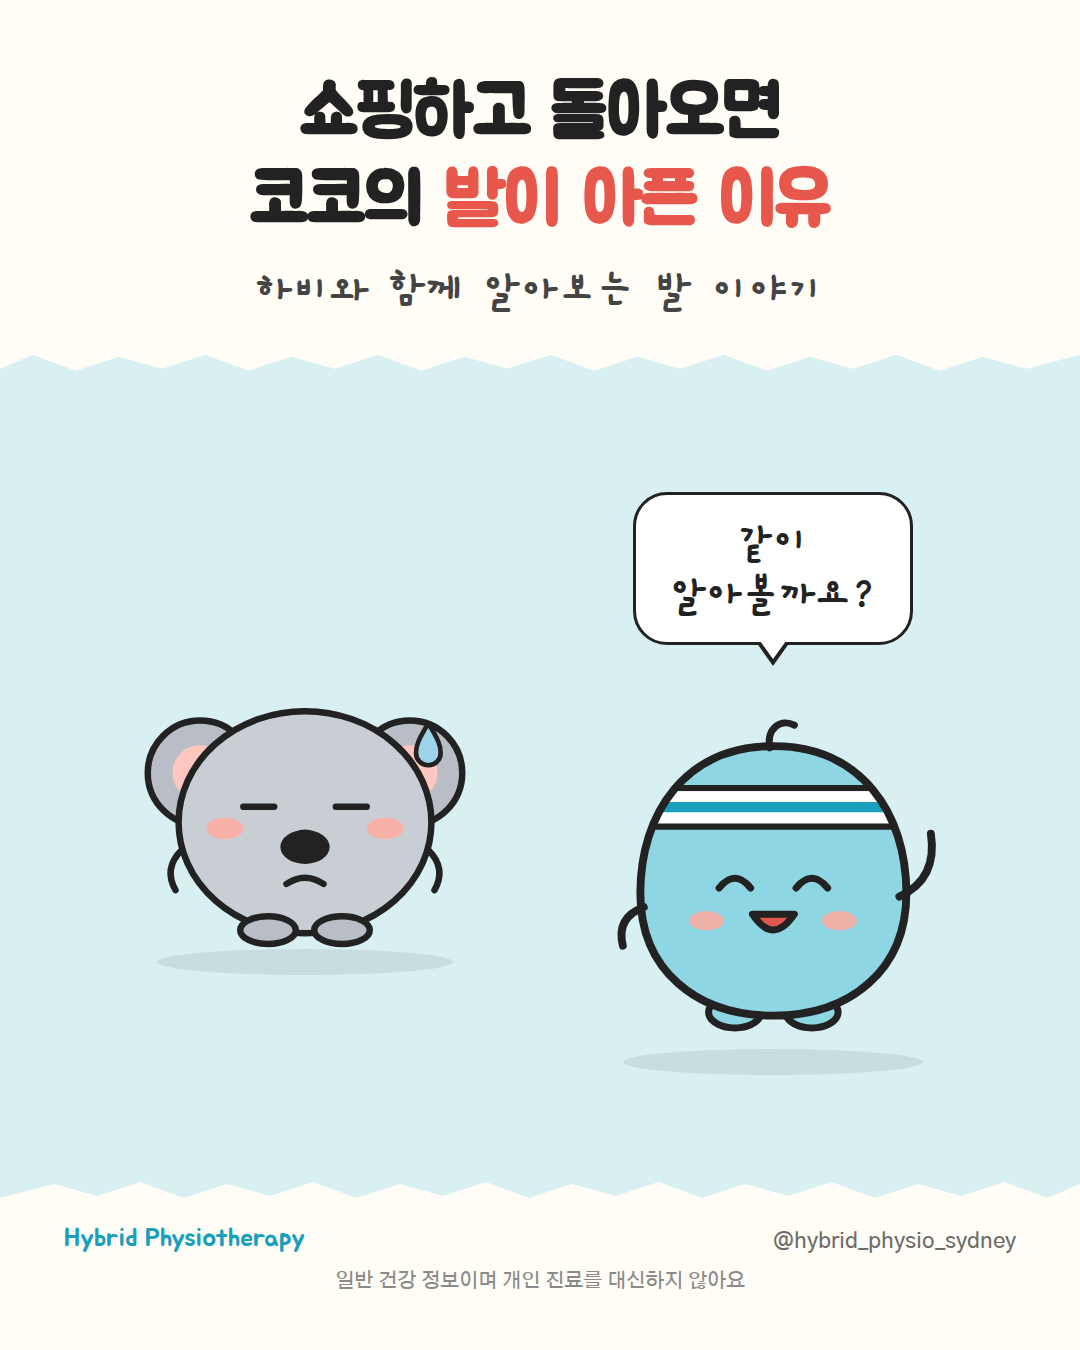 쇼핑하고 돌아오면
코코의 발이 아픈 이유
하비와 함께 알아보는 발 이야기
같이
알아볼까요?
Hybrid Physiotherapy
@hybrid_physio_sydney
일반 건강 정보이며 개인 진료를 대신하지 않아요